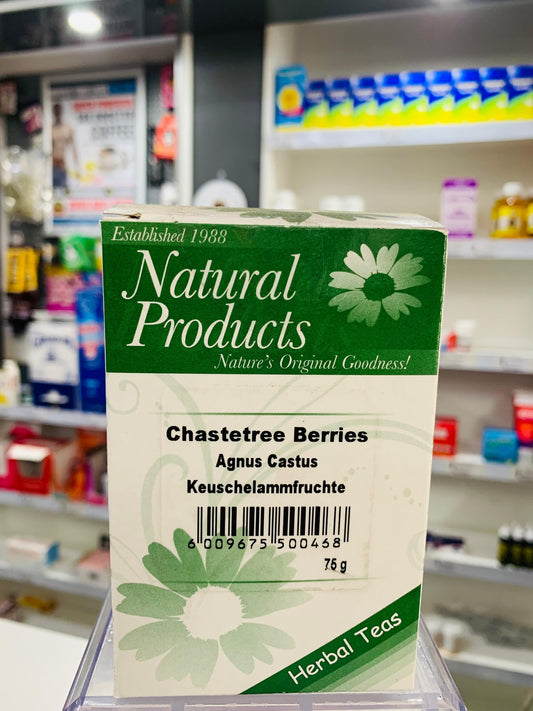 Established 1988
Natural
Products
Nature's Original Goodness!
Chastetree Berries
Agnus Castus
Keuschelammfruchte
6 009675 500468
75 g
Herbal Teas